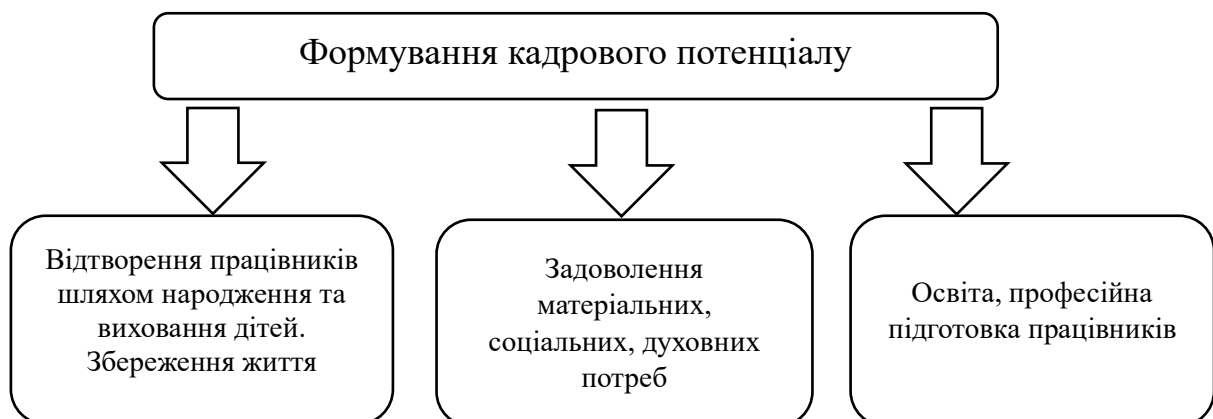 Формування кадрового потенціалу
Відтворення працівників
шляхом народження та
виховання дітей.
Збереження життя
Задоволення
матеріальних,
соціальних, духовних
потреб
Освіта, професійна
підготовка працівників